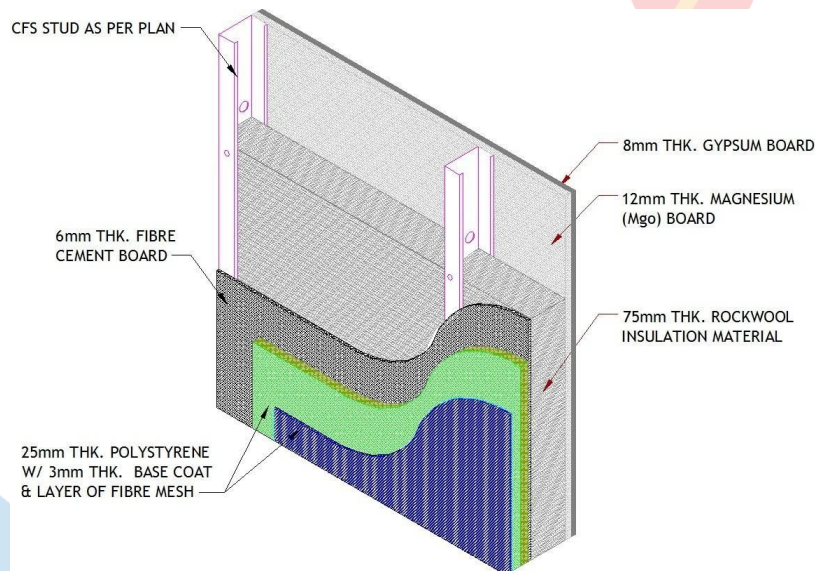 CFS STUD AS PER PLAN
8mm THK. GYPSUM BOARD
12mm THK. MAGNESIUM
(Mgo) BOARD
6mm THK. FIBRE
CEMENT BOARD
75mm THK. ROCKWOOL
INSULATION MATERIAL
25mm THK. POLYSTYRENE
W/ 3mm THK. BASE COAT
& LAYER OF FIBRE MESH